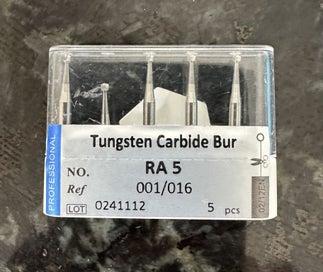 Tungsten Carbide Bur
PROFESSIONAL
NO. RA 5
Ref 001/016
LOT 0241112 5 pcs